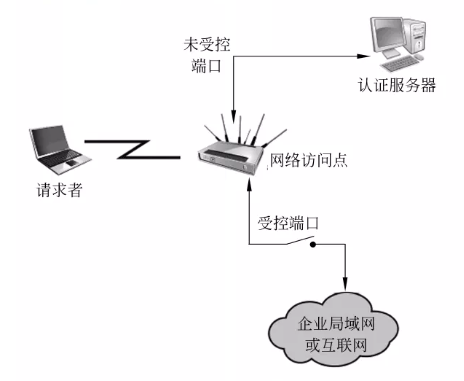 未受控
端口
认证服务器
请求者
网络访问点
受控端口
企业局域网
或互联网